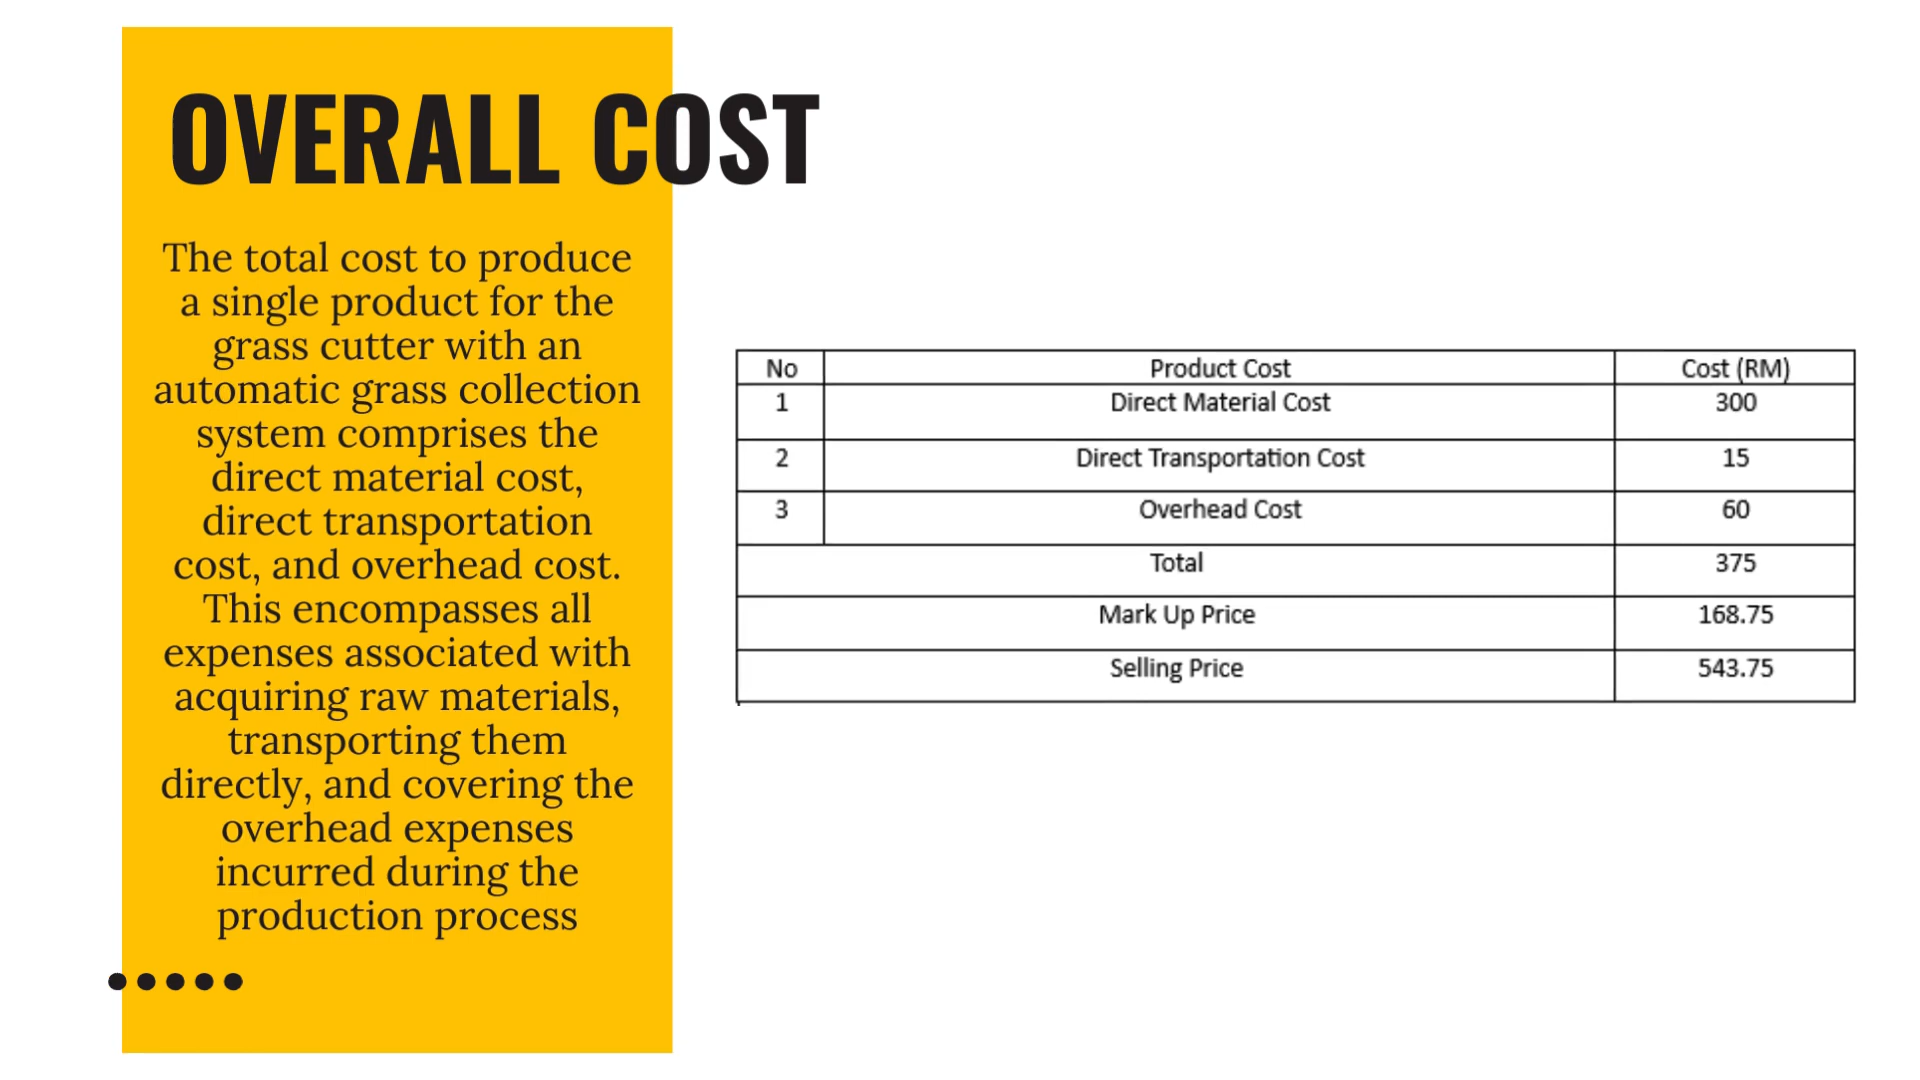 OVERALL COST
The total cost to produce
a single product for the
grass cutter with an
automatic grass collection
system comprises the
direct material cost,
direct transportation
cost, and overhead cost.
This encompasses all
expenses associated with
acquiring raw materials,
transporting them
directly, and covering the
overhead expenses
incurred during the
production process
No Product Cost Cost (RM)
1 Direct Material Cost 300
2 Direct Transportation Cost 15
3 Overhead Cost 60
Total 375
Mark Up Price 168.75
Selling Price 543.75